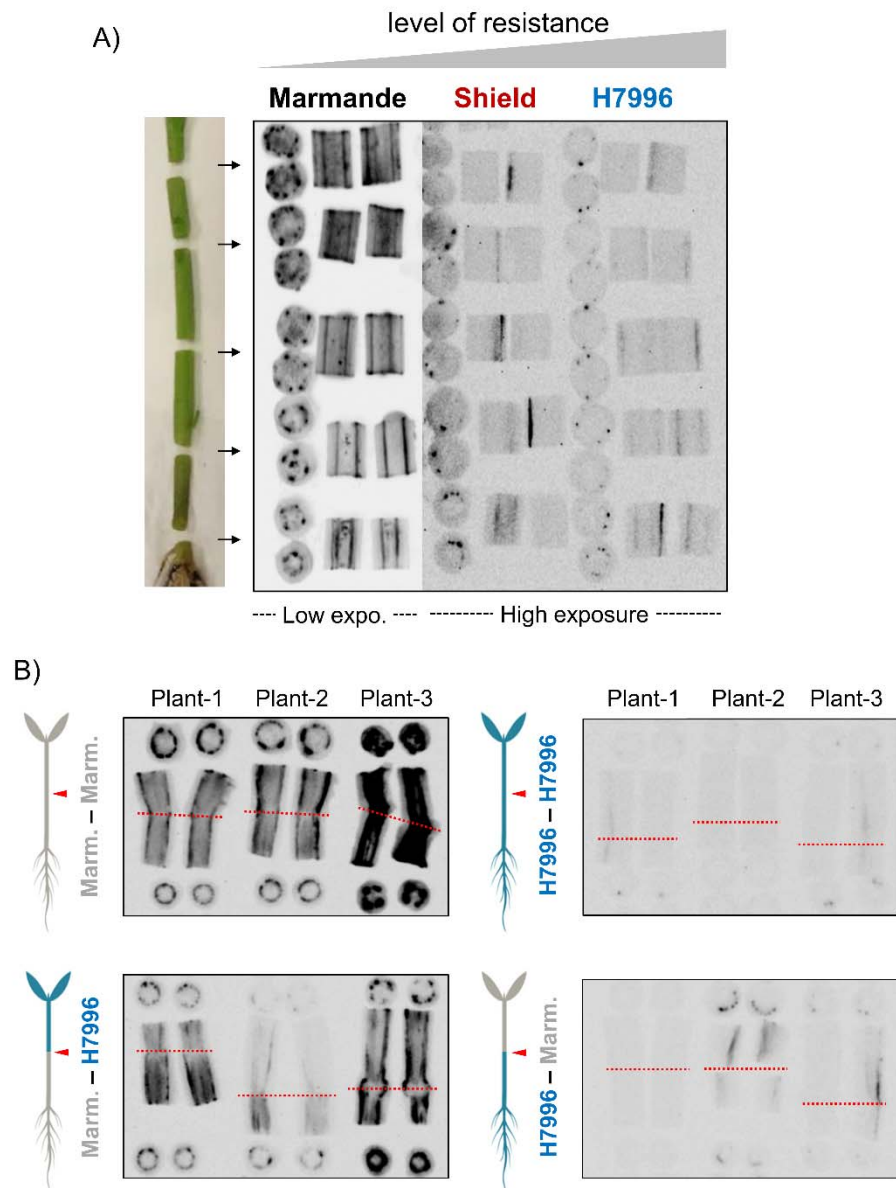 A)
level of resistance
Marmande Shield H7996
---- Low expo. ---- --------- High exposure ---------
B)
Plant-1 Plant-2 Plant-3
Marm. – Marm.
Plant-1 Plant-2 Plant-3
H7996 – H7996
Marm. – H7996
H7996 – Marm.